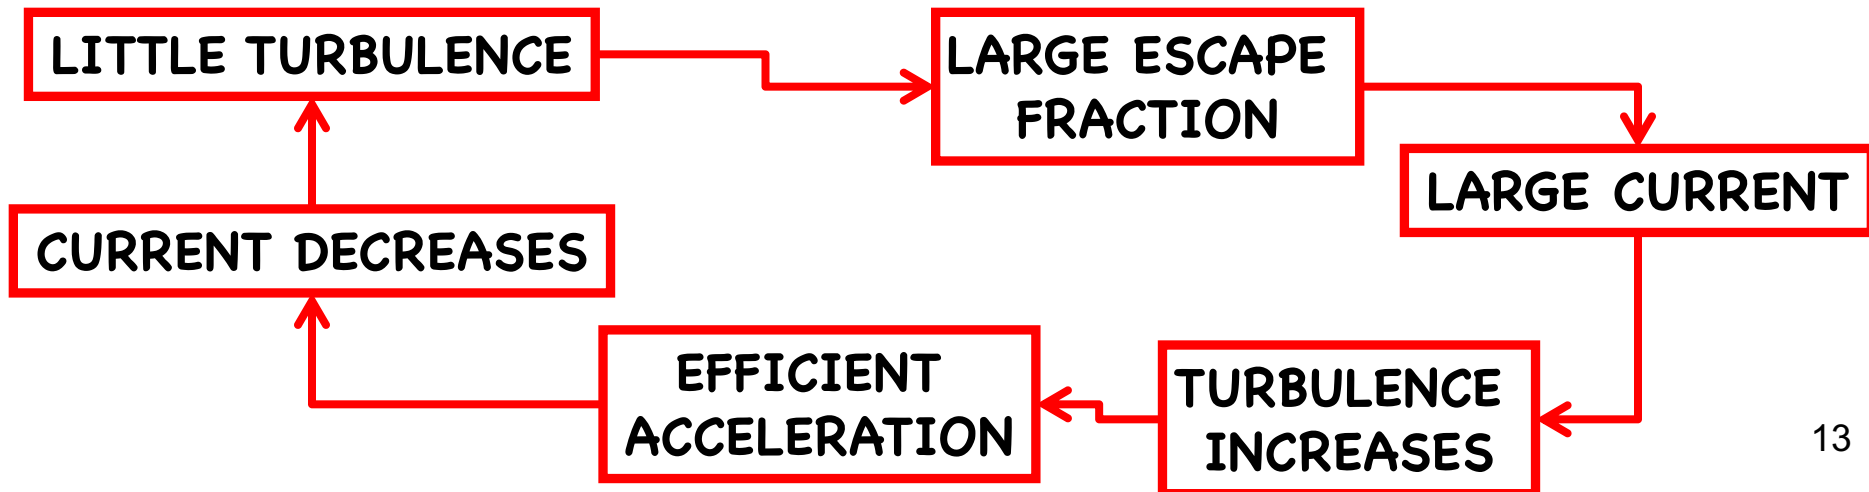 LITTLE TURBULENCE
LARGE ESCAPE
FRACTION
LARGE CURRENT
CURRENT DECREASES
EFFICIENT
ACCELERATION
TURBULENCE
INCREASES
13